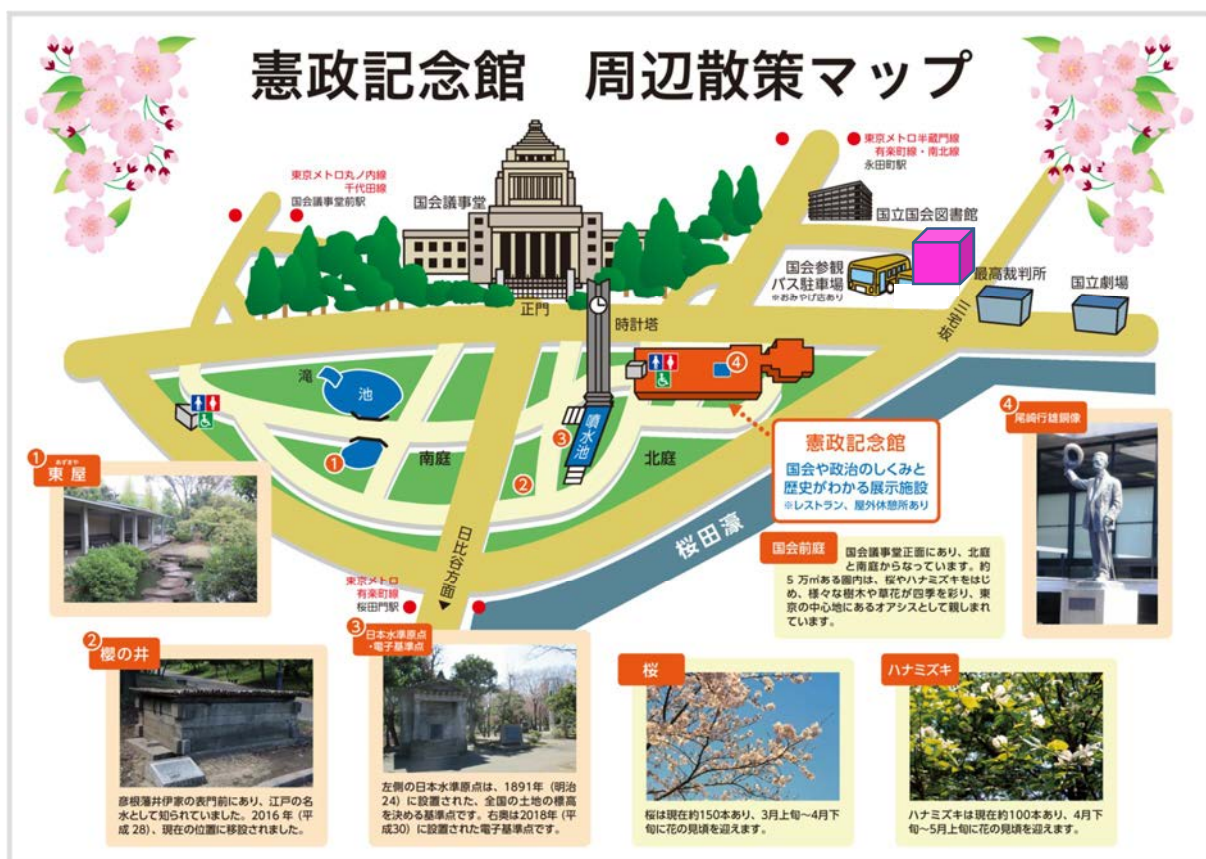 憲政記念館 周辺散策マップ
東京メトロ丸ノ内線
千代田線
国会議事堂前駅
国会議事堂
東京メトロ半蔵門線
有楽町線・南北線
永田町駅
国立国会図書館
国会参観
バス駐車場
※おみやげ店あり
最高裁判所
国立劇場
三宅坂
正門
時計塔
滝
池
噴水池
南庭
北庭
1
2
3
4
憲政記念館
国会や政治のしくみと
歴史がわかる展示施設
※レストラン、屋外休憩所あり
桜田濠
日比谷方面
東京メトロ
有楽町線
桜田門駅
国会前庭
国会議事堂正面にあり、北庭
と南庭からなっています。約
5万㎡ある園内は、桜やハナミズキをはじ
め、様々な樹木や草花が四季を彩り、東
京の中心地にあるオアシスとして親しまれ
ています。
4
尾崎行雄銅像
1
あずまや
東屋
2
櫻の井
彦根藩井伊家の表門前にあり、江戸の名
水として知られていました。2016年(平
成28)、現在の位置に移設されました。
3
日本水準原点
・電子基準点
左側の日本水準原点は、1891年(明治
24)に設置された、全国の土地の標高
を決める基準点です。右奥は2018年(平
成30)に設置された電子基準点です。
桜
桜は現在約150本あり、3月上旬～4月下
旬に花の見頃を迎えます。
ハナミズキ
ハナミズキは現在約100本あり、4月下
旬～5月上旬に花の見頃を迎えます。